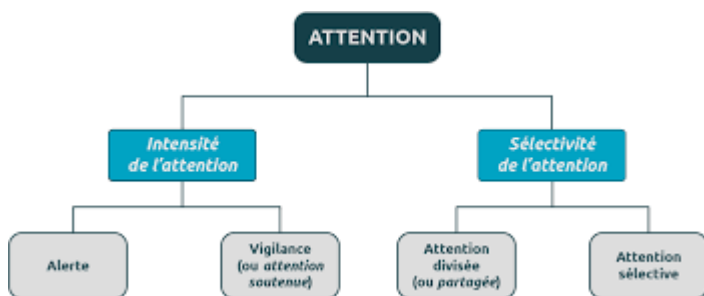 ATTENTION
Intensité
de l'attention
Sélectivité
de l'attention
Alerte
Vigilance
(ou attention
soutenue)
Attention
divisée
(ou partagée)
Attention
sélective